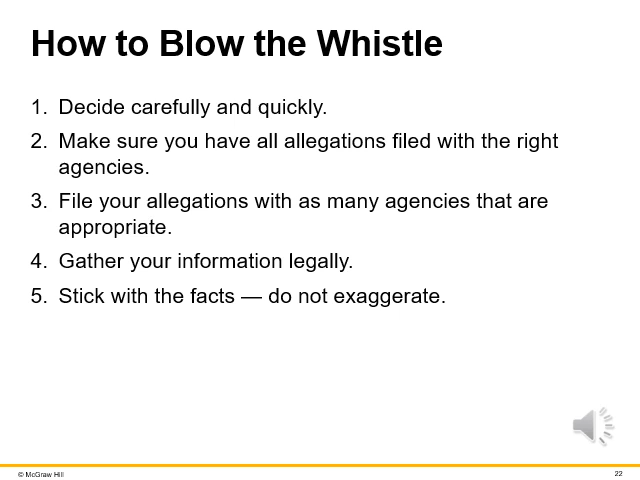 How to Blow the Whistle
1. Decide carefully and quickly.
2. Make sure you have all allegations filed with the right
agencies.
3. File your allegations with as many agencies that are
appropriate.
4. Gather your information legally.
5. Stick with the facts — do not exaggerate.
© McGraw Hill
22